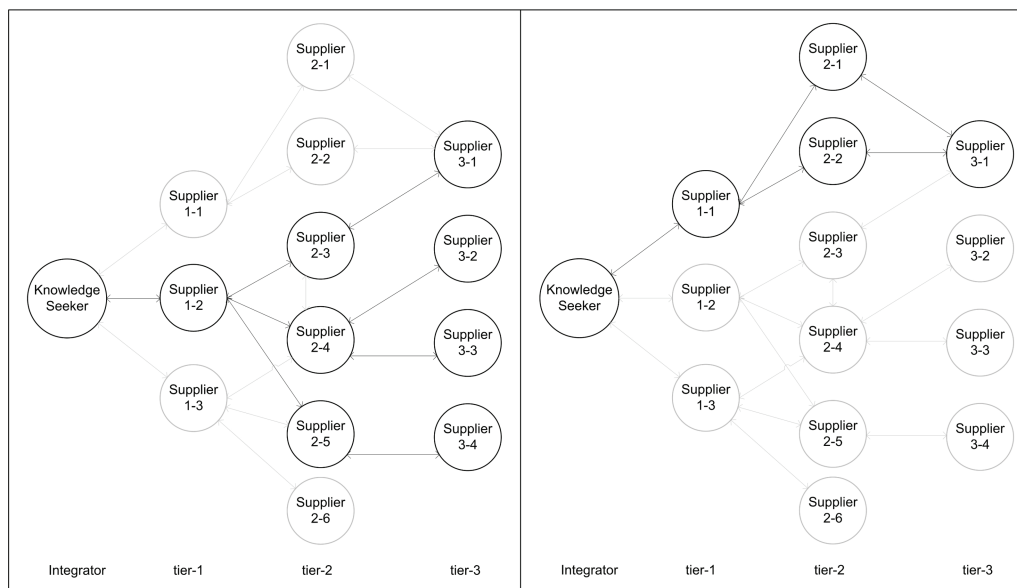 Supplier
2-1
Supplier
2-2
Supplier
3-1
Supplier
1-1
Supplier
2-3
Supplier
3-2
Knowledge
Seeker
Supplier
1-2
Supplier
2-4
Supplier
3-3
Supplier
1-3
Supplier
2-5
Supplier
3-4
Supplier
2-6
Integrator
tier-1
tier-2
tier-3
Supplier
2-1
Supplier
2-2
Supplier
3-1
Supplier
1-1
Supplier
2-3
Supplier
3-2
Knowledge
Seeker
Supplier
1-2
Supplier
2-4
Supplier
3-3
Supplier
1-3
Supplier
2-5
Supplier
3-4
Supplier
2-6
Integrator
tier-1
tier-2
tier-3